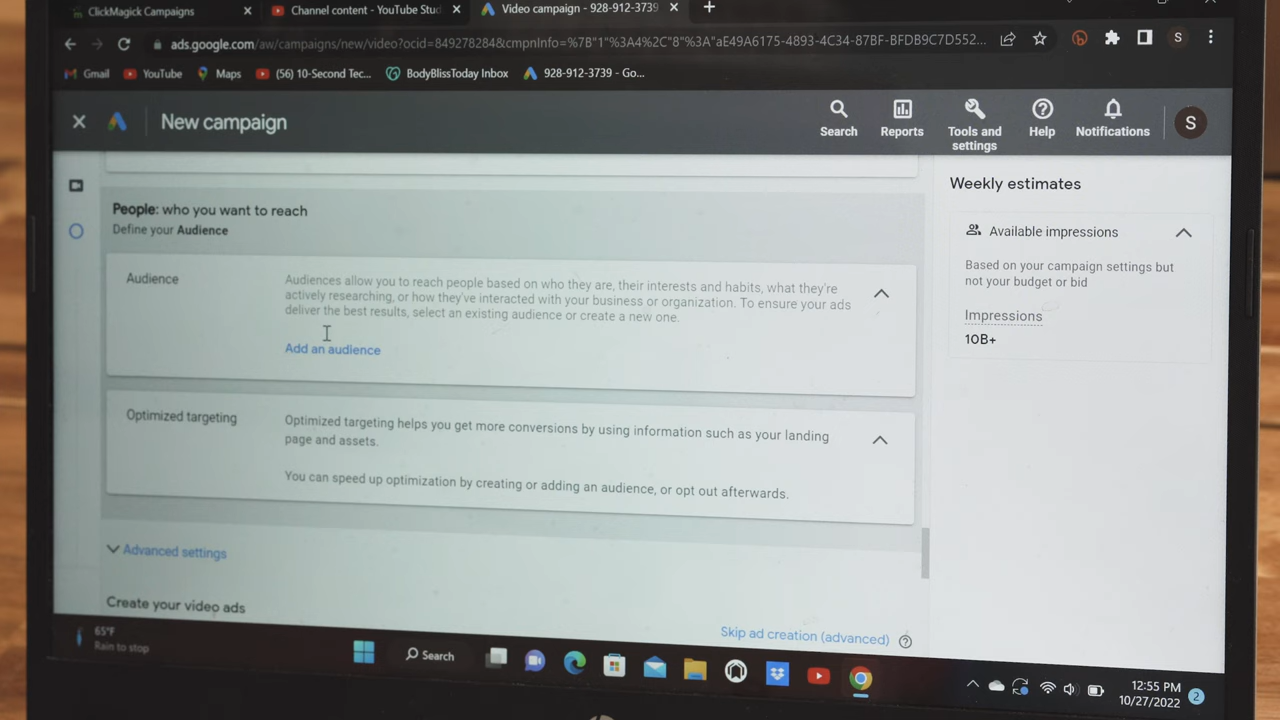 ClickMagick Campaigns
Channel content - YouTube Stud
Video campaign - 928-912-3739
ads.google.com/aw/campaigns/new/video?ocid=849278284&cmpnInfo=%7B"1"%3A4%2C"8"%3A"aE49A6175-4893-4C34-87BF-BFDB9C7D552...
S
Gmail
YouTube
Maps
(56) 10-Second Tec...
BodyBlissToday Inbox
928-912-3739 - Go...
New campaign
Search
Reports
Tools and settings
Help
Notifications
S
People: who you want to reach
Define your Audience
Audience
Audiences allow you to reach people based on who they are, their interests and habits, what they're
actively researching, or how they've interacted with your business or organization. To ensure your ads
deliver the best results, select an existing audience or create a new one.
Add an audience
Optimized targeting
Optimized targeting helps you get more conversions by using information such as your landing
page and assets.
You can speed up optimization by creating or adding an audience, or opt out afterwards.
Advanced settings
Create your video ads
Skip ad creation (advanced)
Weekly estimates
Available impressions
Based on your campaign settings but
not your budget or bid
Impressions
10B+
65°F
Rain to stop
Search
12:55 PM
10/27/2022
2